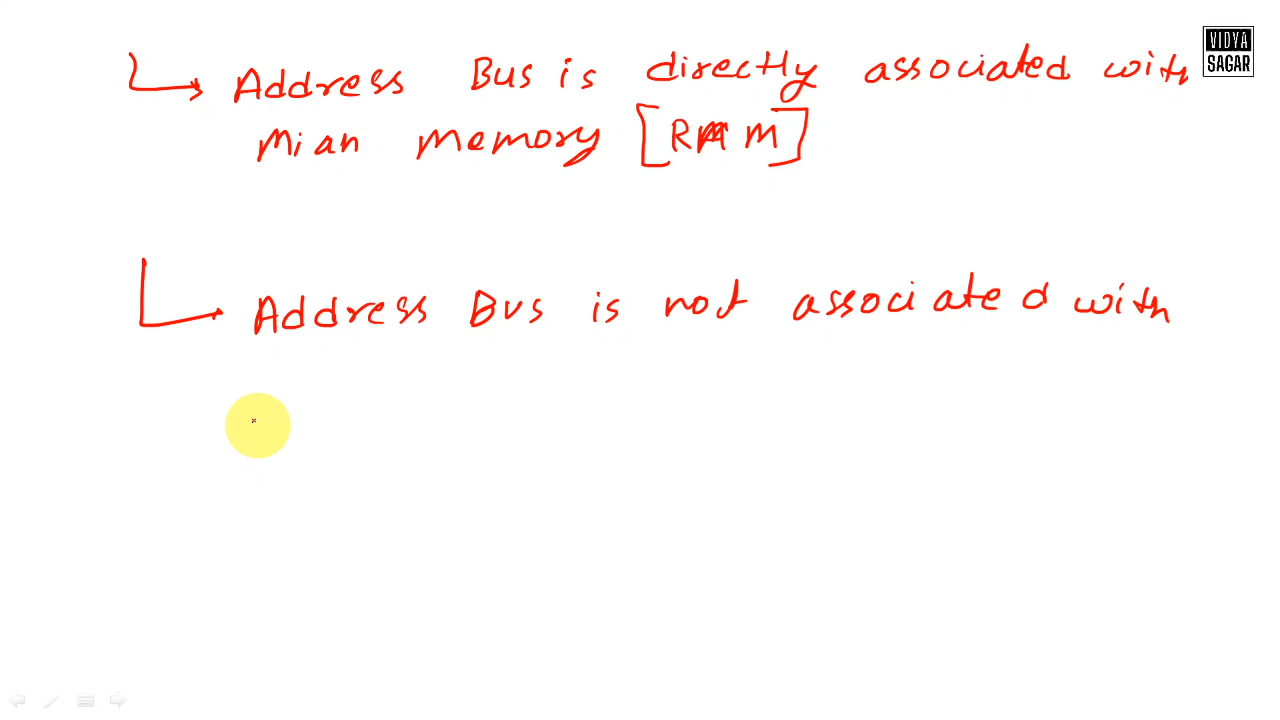 VIDYA
SAGAR
Address Bus is directly associated with
Mian memory [RAM]
Address Bus is not associated with